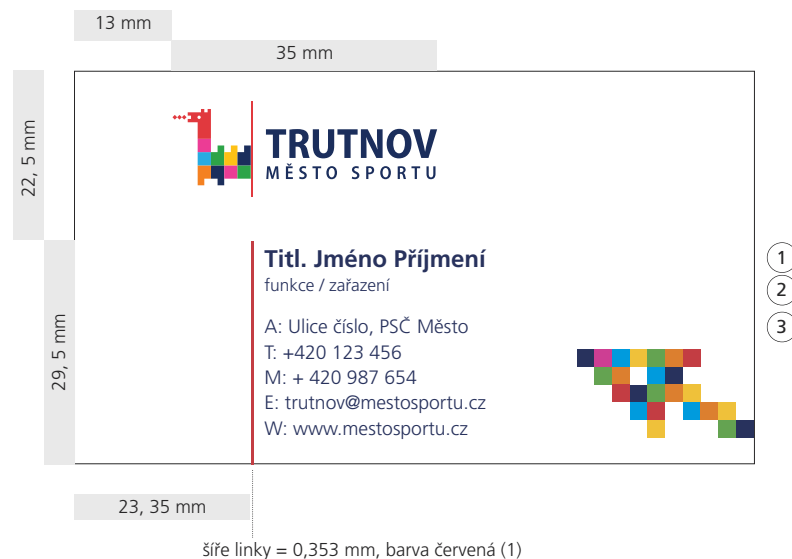 13 mm
35 mm
22, 5 mm
TRUTNOV
MĚSTO SPORTU
29, 5 mm
Titl. Jméno Příjmení
funkce / zařazení
A: Ulice číslo, PSČ Město
T: +420 123 456
M: + 420 987 654
E: trutnov@mestosportu.cz
W: www.mestosportu.cz
1
2
3
23, 35 mm
šíře linky = 0,353 mm, barva červená (1)